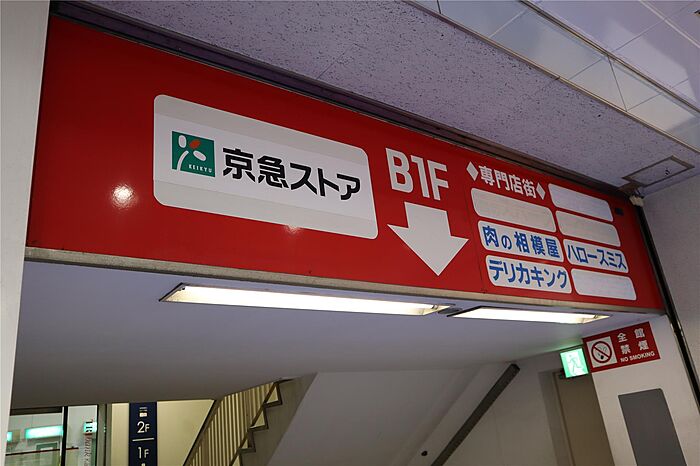 KEIKYU
京急ストア
B1F
◆専門店街◆
肉の相模屋
ハロースミス
デリカキング
全館
禁煙
NO SMOKING
2F
1F